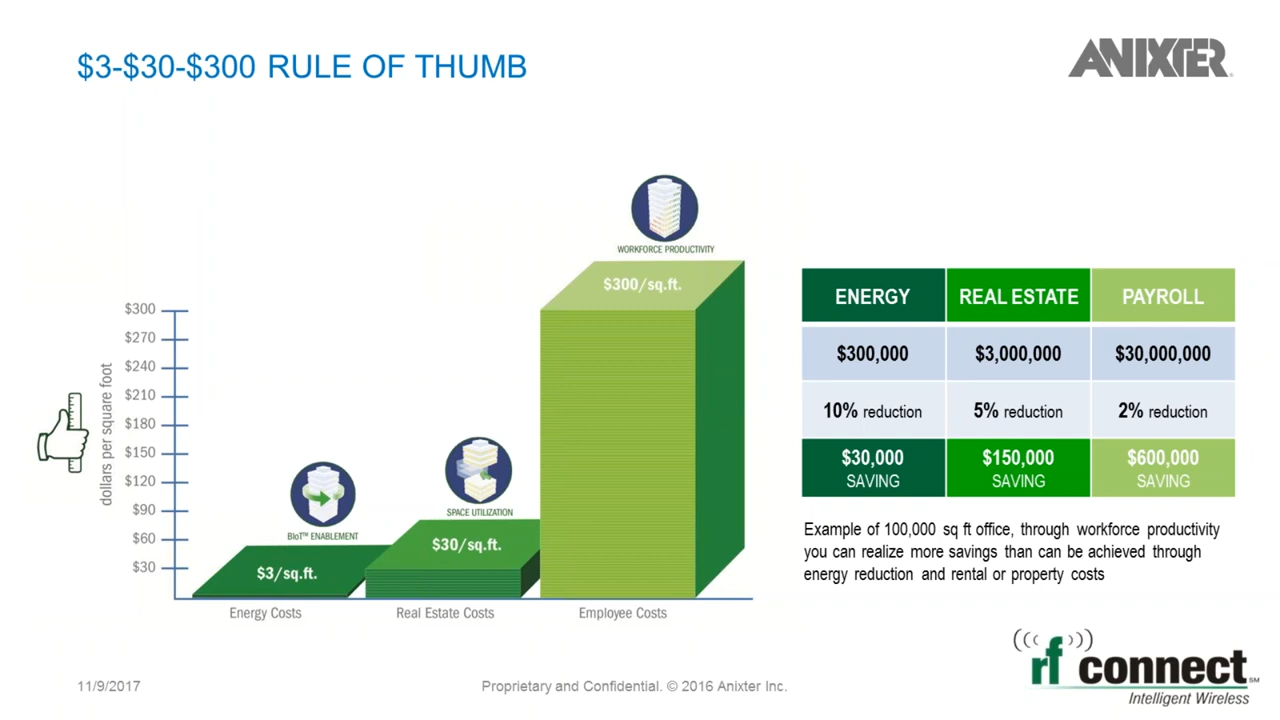 $3-$30-$300 RULE OF THUMB
ANIXTER
WORKFORCE PRODUCTIVITY
$300/sq.ft.
$300
$270
$240
$210
$180
$150
$120
$90
$60
$30
dollars per square foot
BIoT™ ENABLEMENT
SPACE UTILIZATION
$3/sq.ft.
$30/sq.ft.
Energy Costs
Real Estate Costs
Employee Costs
ENERGY REAL ESTATE PAYROLL
$300,000 $3,000,000 $30,000,000
10% reduction 5% reduction 2% reduction
$30,000 $150,000 $600,000
SAVING SAVING SAVING
Example of 100,000 sq ft office, through workforce productivity
you can realize more savings than can be achieved through
energy reduction and rental or property costs
rf connect SM
Intelligent Wireless
11/9/2017
Proprietary and Confidential. © 2016 Anixter Inc.